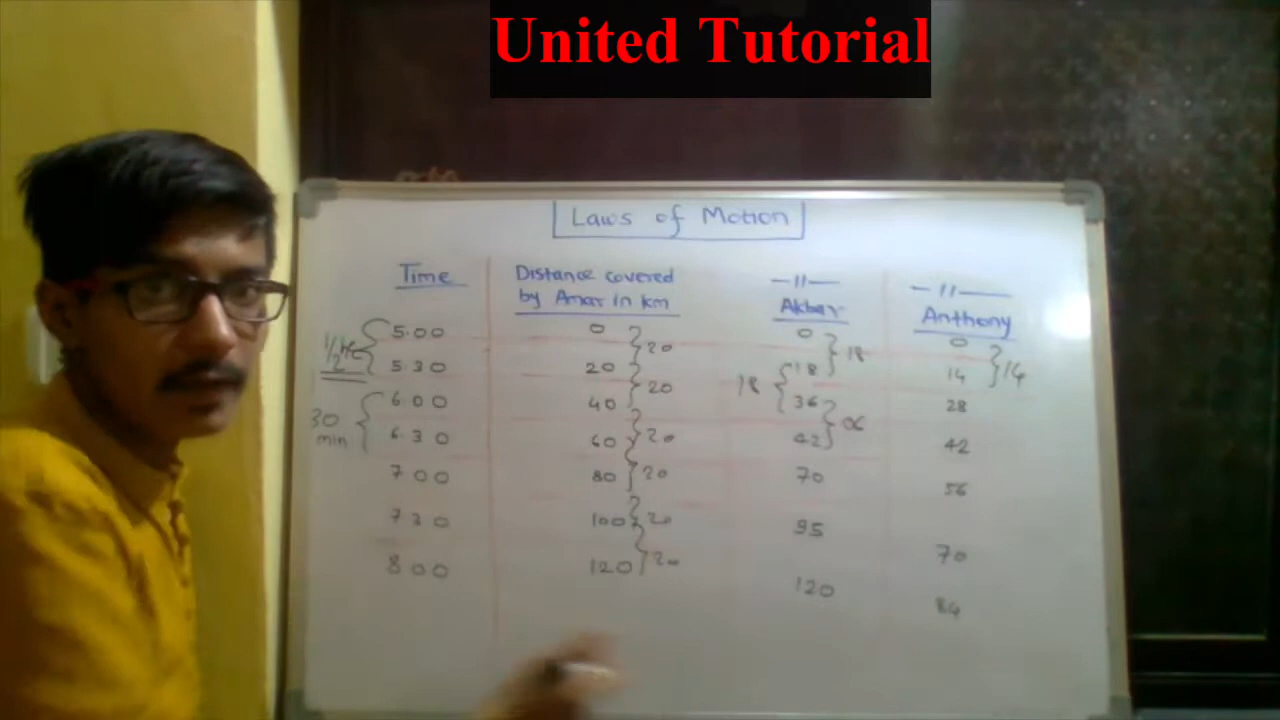 United Tutorial
Laws of Motion
Time Distance covered —11— —11—
by Amar in km Akbar Anthony
5.00 0 0 0
1/2 hr 20 18 14
5.30 20 18 14
20 18
6.00 40 36 28
30 min 20 06
6.30 60 42 42
20
7.00 80 70 56
20
7.30 100 95 70
20
8.00 120 120 84